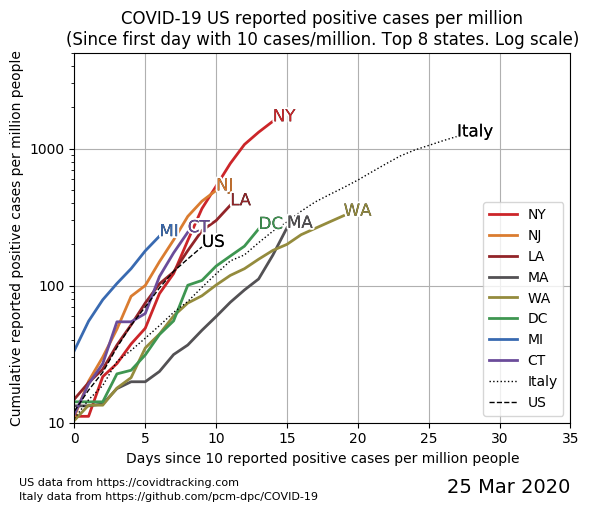 COVID-19 US reported positive cases per million
(Since first day with 10 cases/million. Top 8 states. Log scale)
Cumulative reported positive cases per million people
1000
100
10
NY
Italy
NJ
LA
MI
CT
US
DC
MA
WA
NY
NJ
LA
MA
WA
DC
MI
CT
Italy
US
0 5 10 15 20 25 30 35
Days since 10 reported positive cases per million people
US data from https://covidtracking.com
Italy data from https://github.com/pcm-dpc/COVID-19
25 Mar 2020